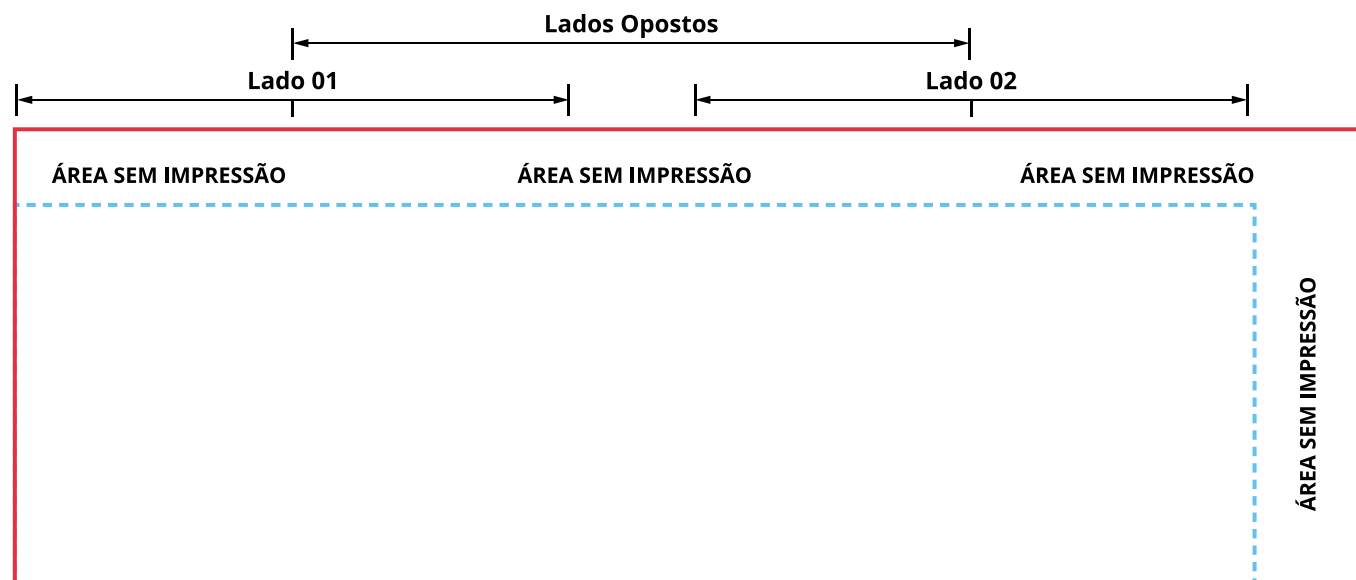 Lados Opostos
Lado 01
Lado 02
ÁREA SEM IMPRESSÃO
ÁREA SEM IMPRESSÃO
ÁREA SEM IMPRESSÃO
ÁREA SEM IMPRESSÃO